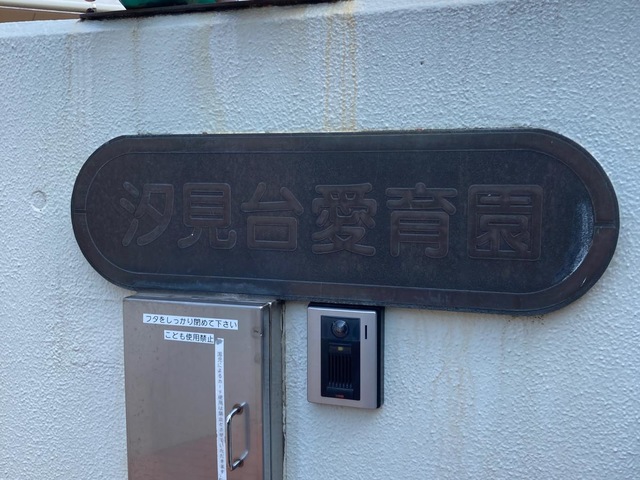 汐見台愛育園
フタをしっかり閉めて下さい
こども使用禁止